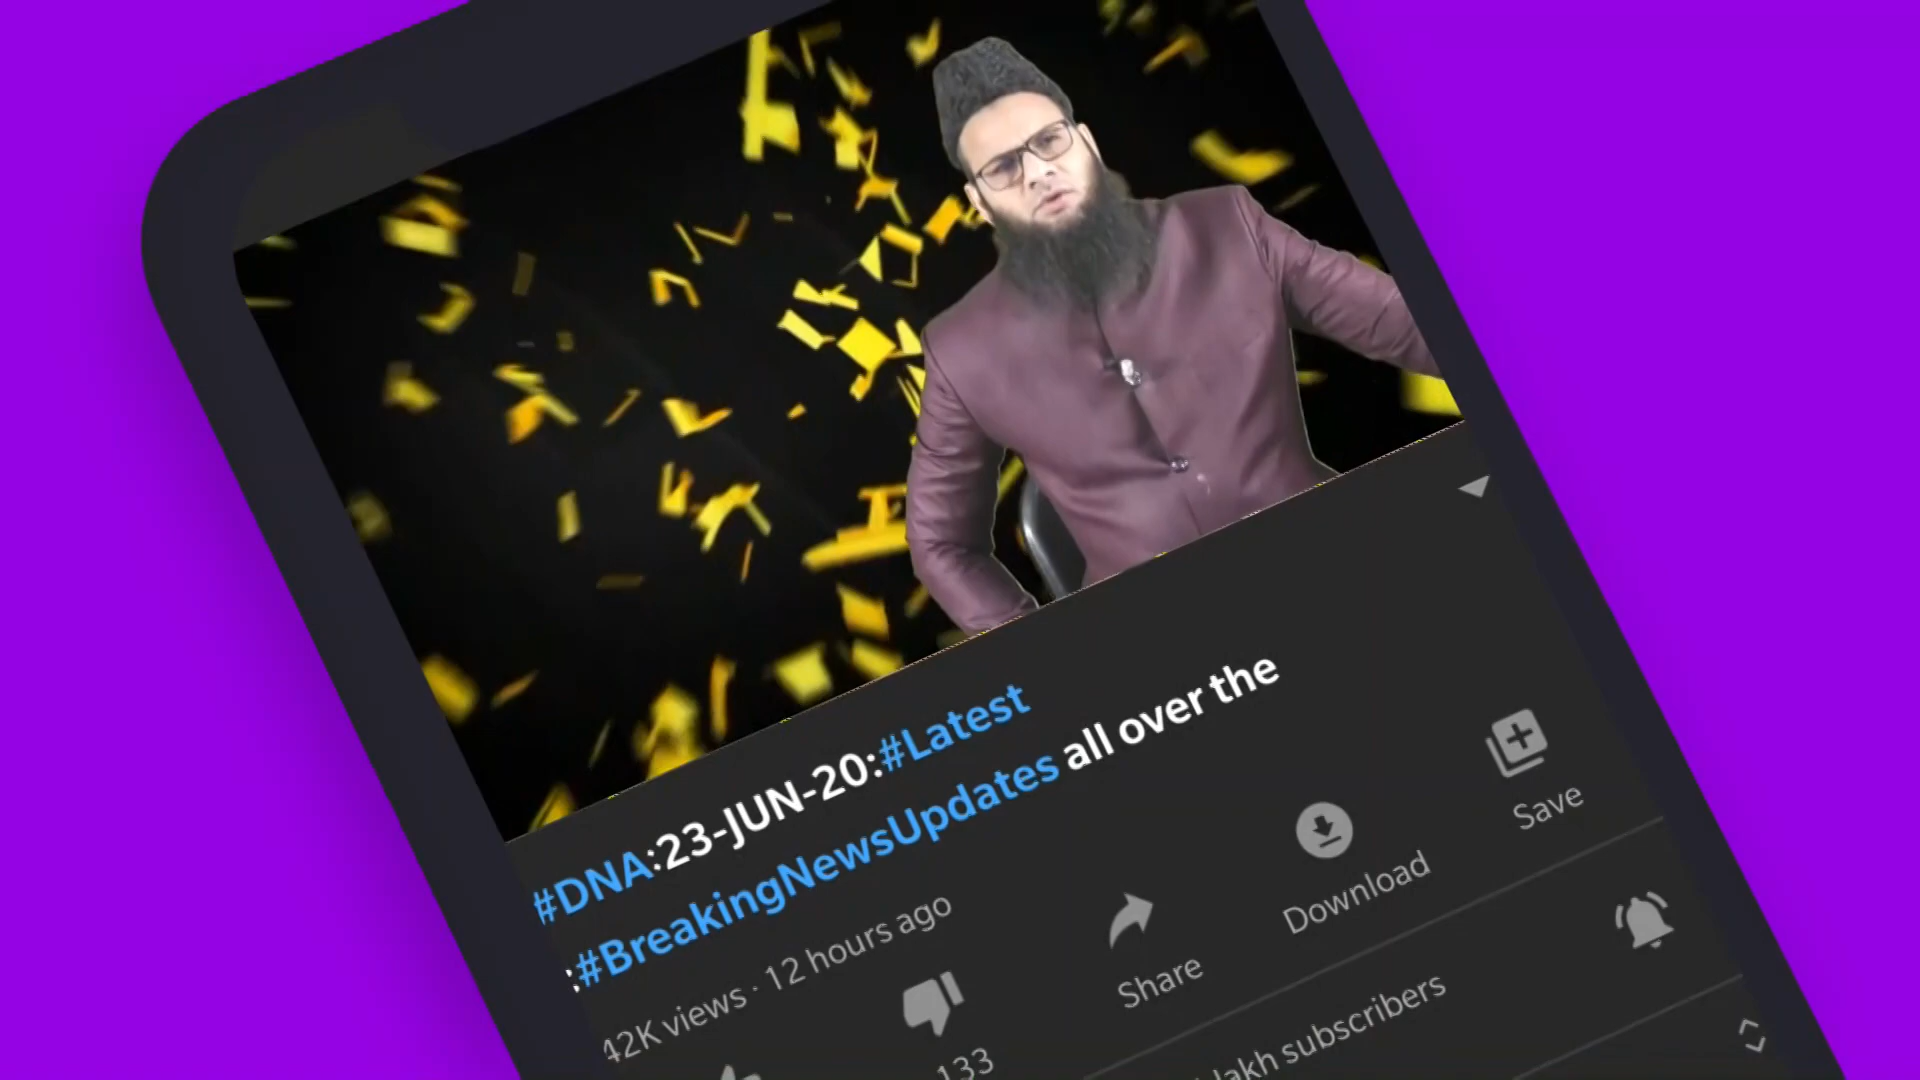 #DNA:23-JUN-20:#Latest
:#BreakingNewsUpdates all over the
42K views · 12 hours ago
133
Share
Download
Save
lakh subscribers